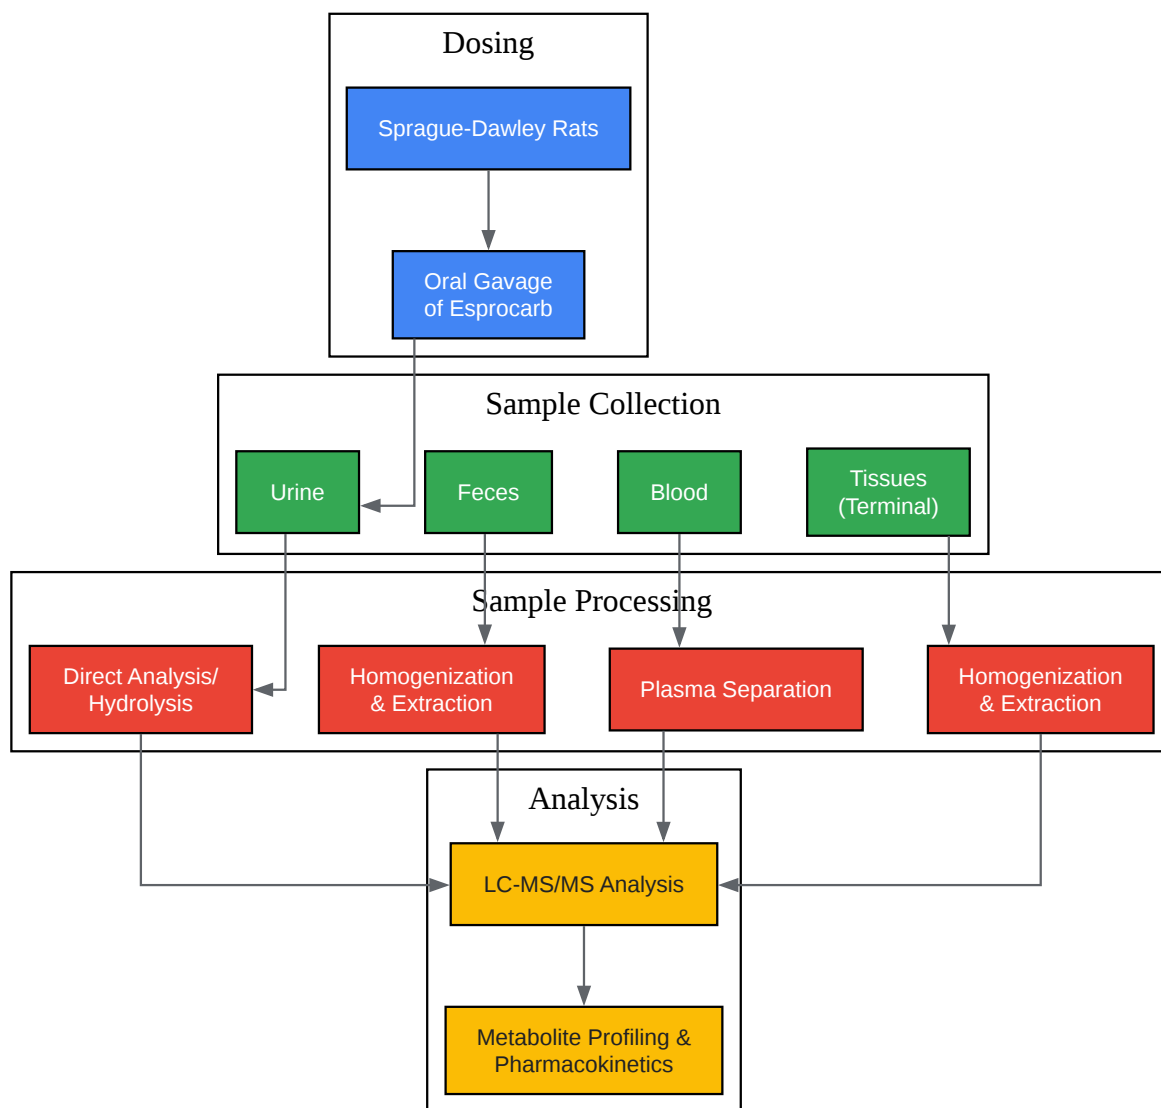 Dosing
Sprague-Dawley Rats
Oral Gavage
of Esprocarb
Sample Collection
Urine
Feces
Blood
Tissues
(Terminal)
Sample Processing
Direct Analysis/
Hydrolysis
Homogenization
& Extraction
Plasma Separation
Homogenization
& Extraction
Analysis
LC-MS/MS Analysis
Metabolite Profiling &
Pharmacokinetics